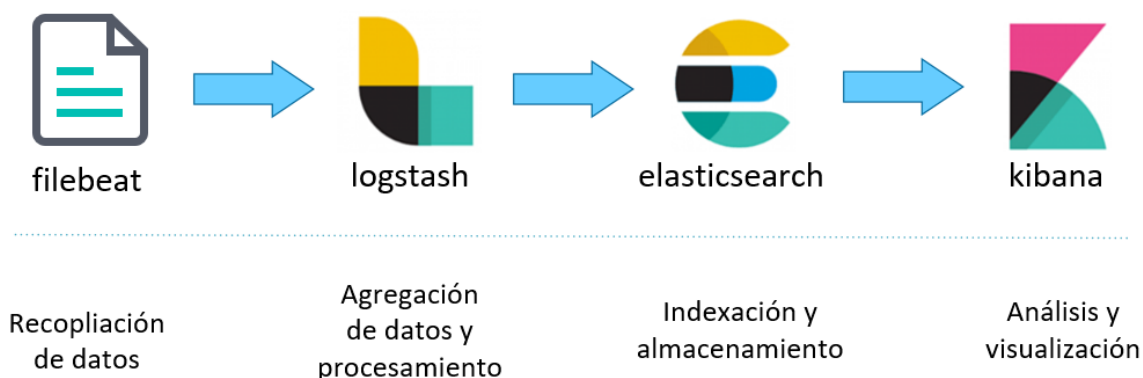 filebeat
logstash
elasticsearch
kibana
Recopliación
de datos
Agregación
de datos y
procesamiento
Indexación y
almacenamiento
Análisis y
visualización